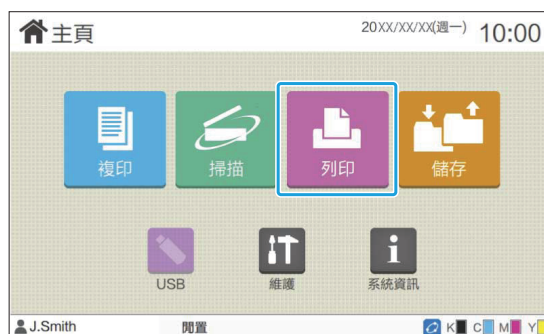 主頁 20XX/XX/XX(週一) 10:00
複印 掃描 列印 儲存
USB 維護 系統資訊
J.Smith 閒置 K C M Y